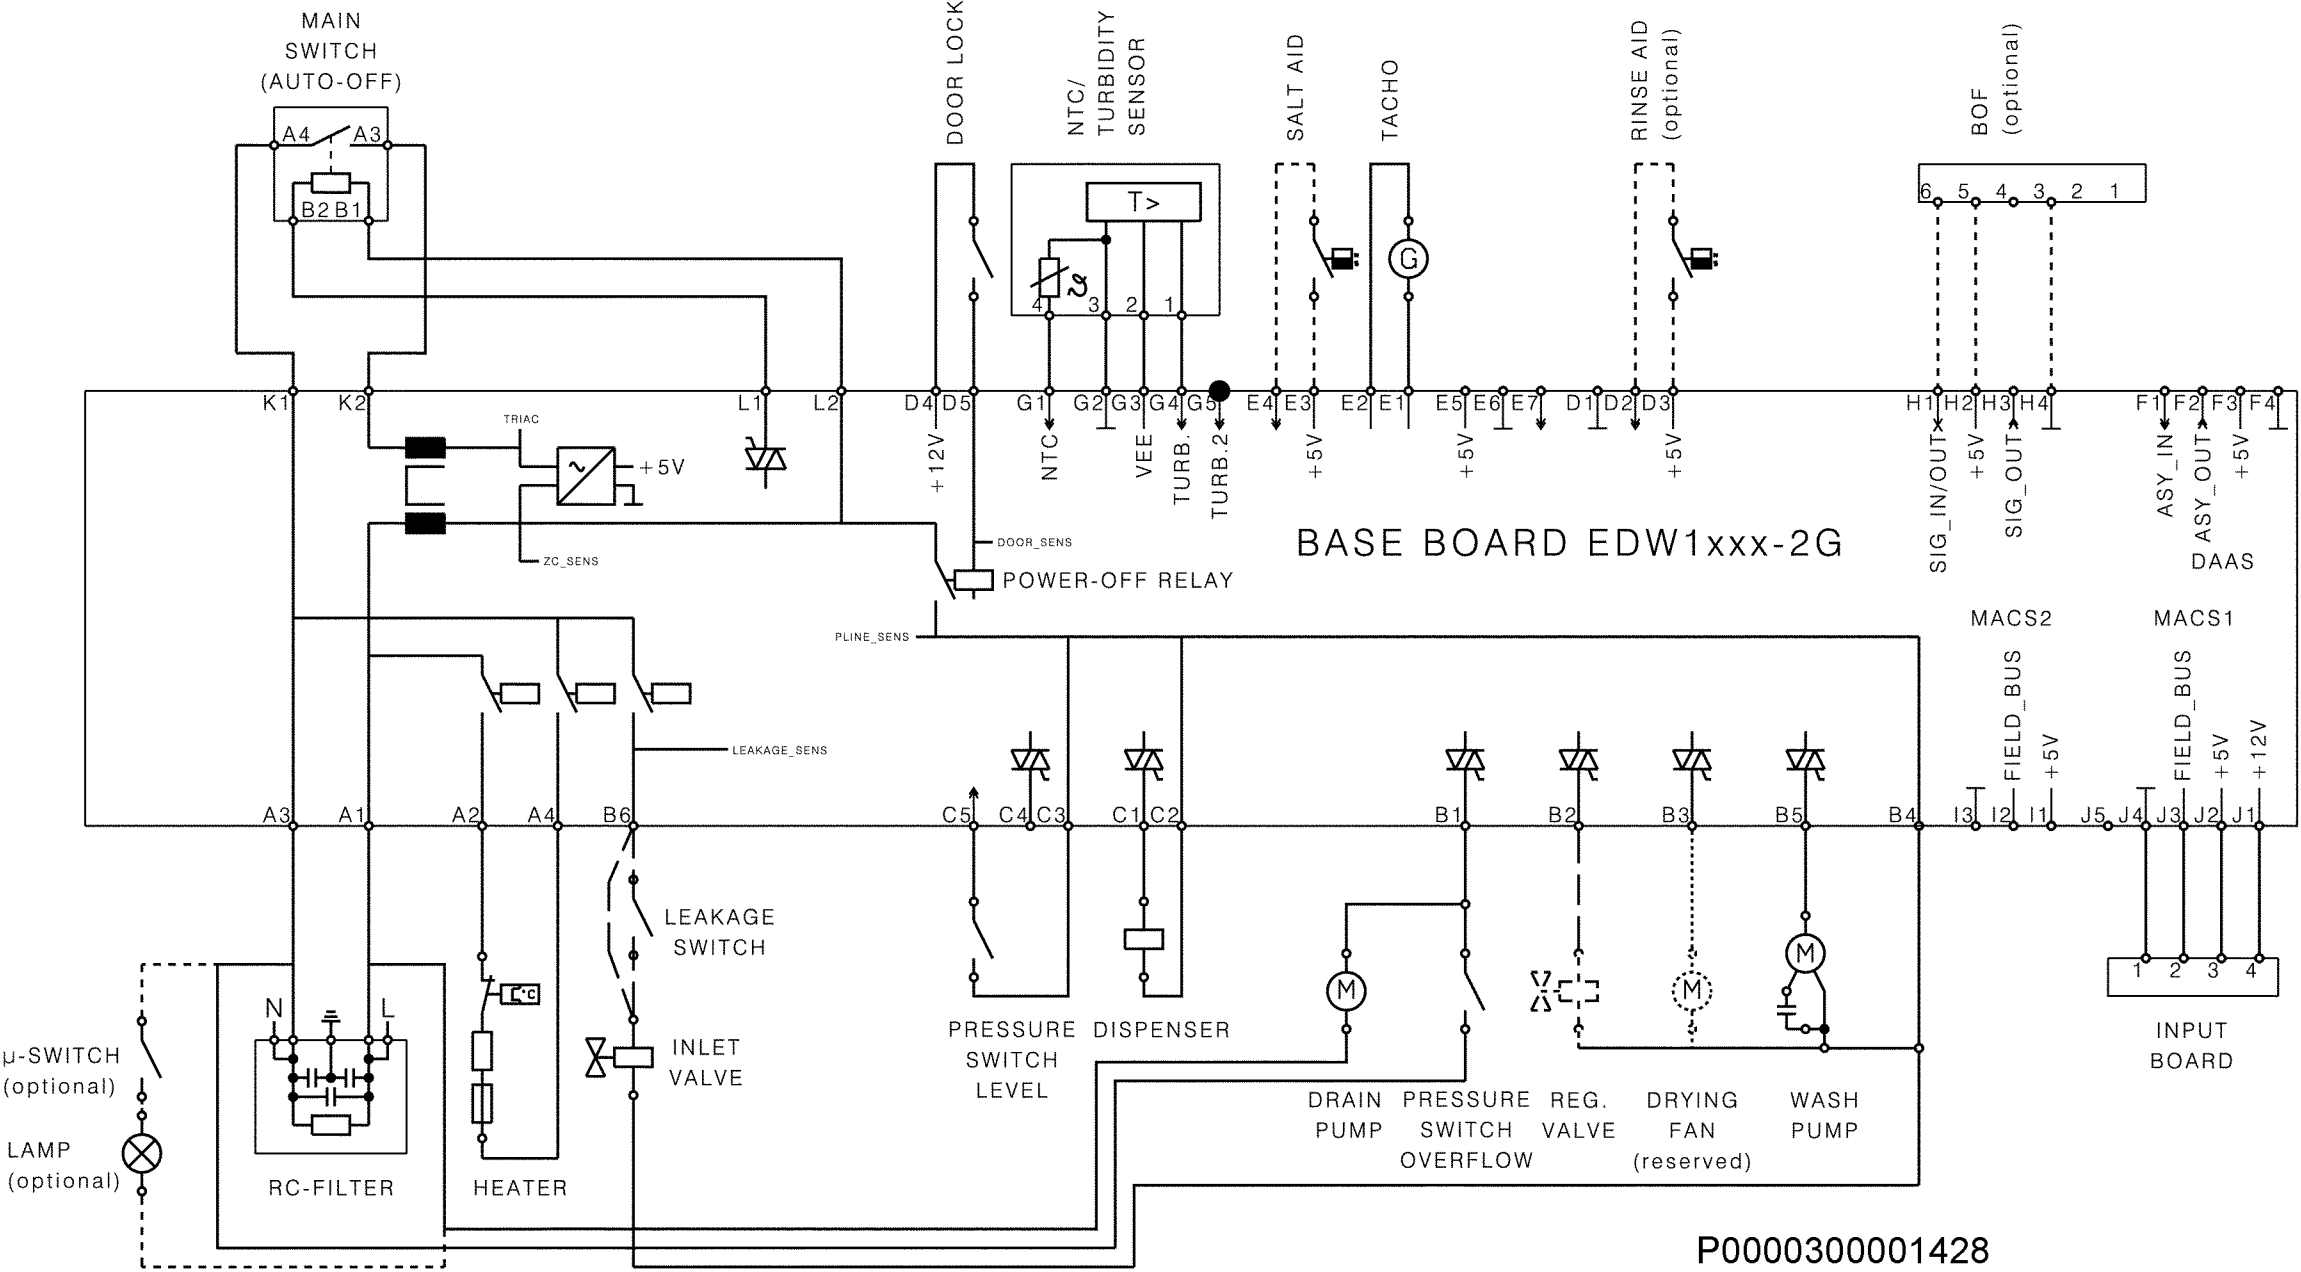 MAIN
SWITCH
(AUTO-OFF)
A4
A3
B2
B1
DOOR LOCK
NTC/
TURBIDITY
SENSOR
T>
4
3
2
1
SALT AID
TACHO
G
RINSE AID
(optional)
BOF
(optional)
6
5
4
3
2
1
K1
K2
L1
L2
D4
D5
G1
G2
G3
G4
G5
E4
E3
E2
E1
E5
E6
E7
D1
D2
D3
H1
H2
H3
H4
F1
F2
F3
F4
TRIAC
~
+5V
ZC_SENS
+12V
NTC
VEE
TURB.
TURB.2
+5V
+5V
+5V
SIG_IN/OUT
+5V
SIG_OUT
ASY_IN
ASY_OUT
+5V
DAAS
DOOR_SENS
POWER-OFF RELAY
BASE BOARD EDW1xxx-2G
PLINE_SENS
MACS2
MACS1
FIELD_BUS
+5V
FIELD_BUS
+5V
+12V
LEAKAGE_SENS
A3
A1
A2
A4
B6
C5
C4
C3
C1
C2
B1
B2
B3
B5
B4
I3
I2
I1
J5
J4
J3
J2
J1
LEAKAGE
SWITCH
°C
M
M
M
1
2
3
4
N
L
µ-SWITCH
(optional)
LAMP
(optional)
RC-FILTER
HEATER
INLET
VALVE
PRESSURE
SWITCH
LEVEL
DISPENSER
DRAIN
PUMP
PRESSURE
SWITCH
OVERFLOW
REG.
VALVE
DRYING
FAN
(reserved)
WASH
PUMP
INPUT
BOARD
P0000300001428